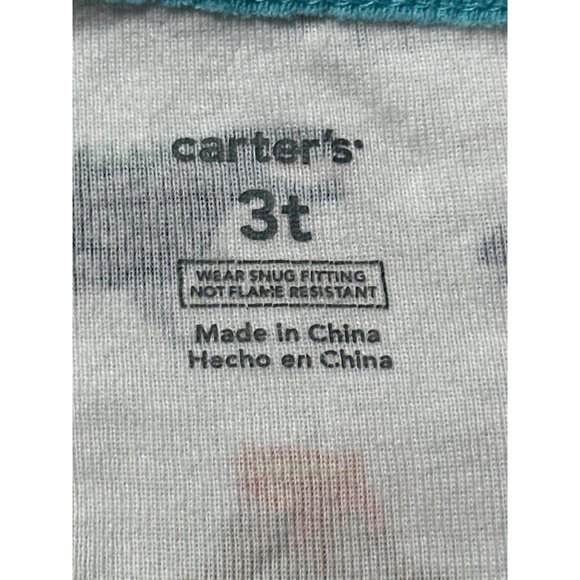 carter's
3t
WEAR SNUG FITTING
NOT FLAME RESISTANT
Made in China
Hecho en China